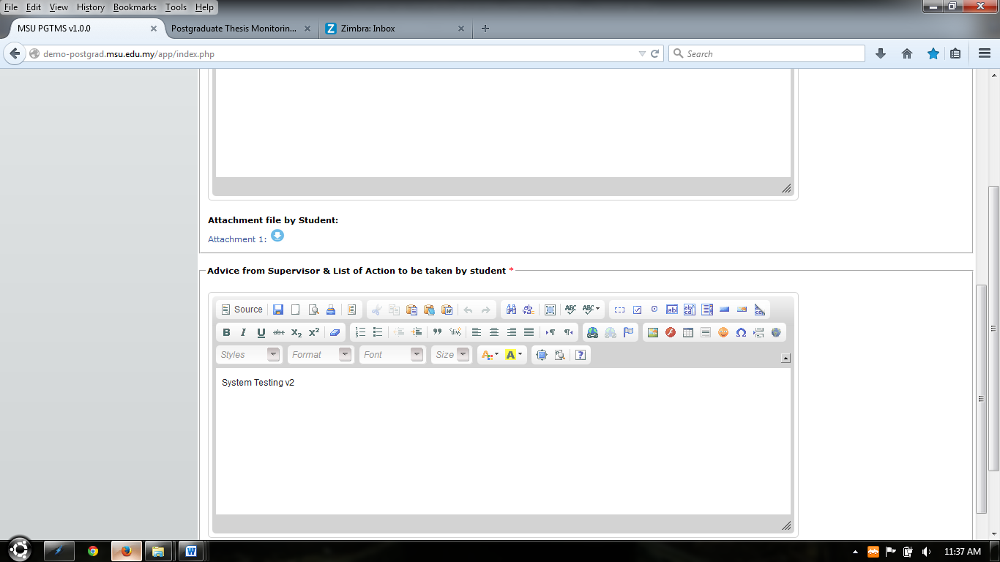 File Edit View History Bookmarks Tools Help
MSU PGTMS v1.0.0
Postgraduate Thesis Monitorin...
Zimbra: Inbox
demo-postgrad.msu.edu.my/app/index.php
Search
Attachment file by Student:
Attachment 1:
Advice from Supervisor & List of Action to be taken by student *
Source
Styles Format Font Size
System Testing v2
11:37 AM